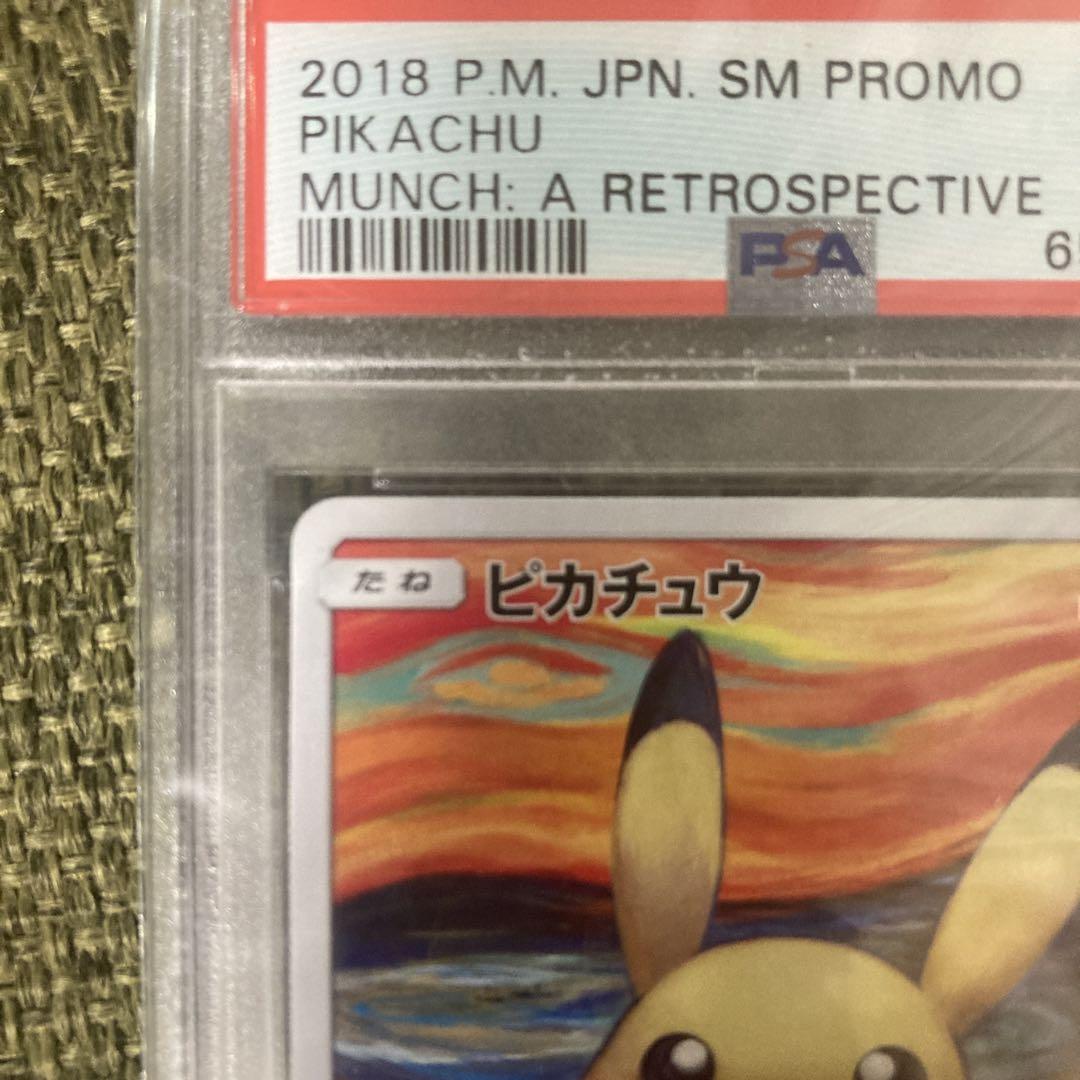 2018 P.M. JPN. SM PROMO
PIKACHU
MUNCH: A RETROSPECTIVE
PSA
たね
ピカチュウ